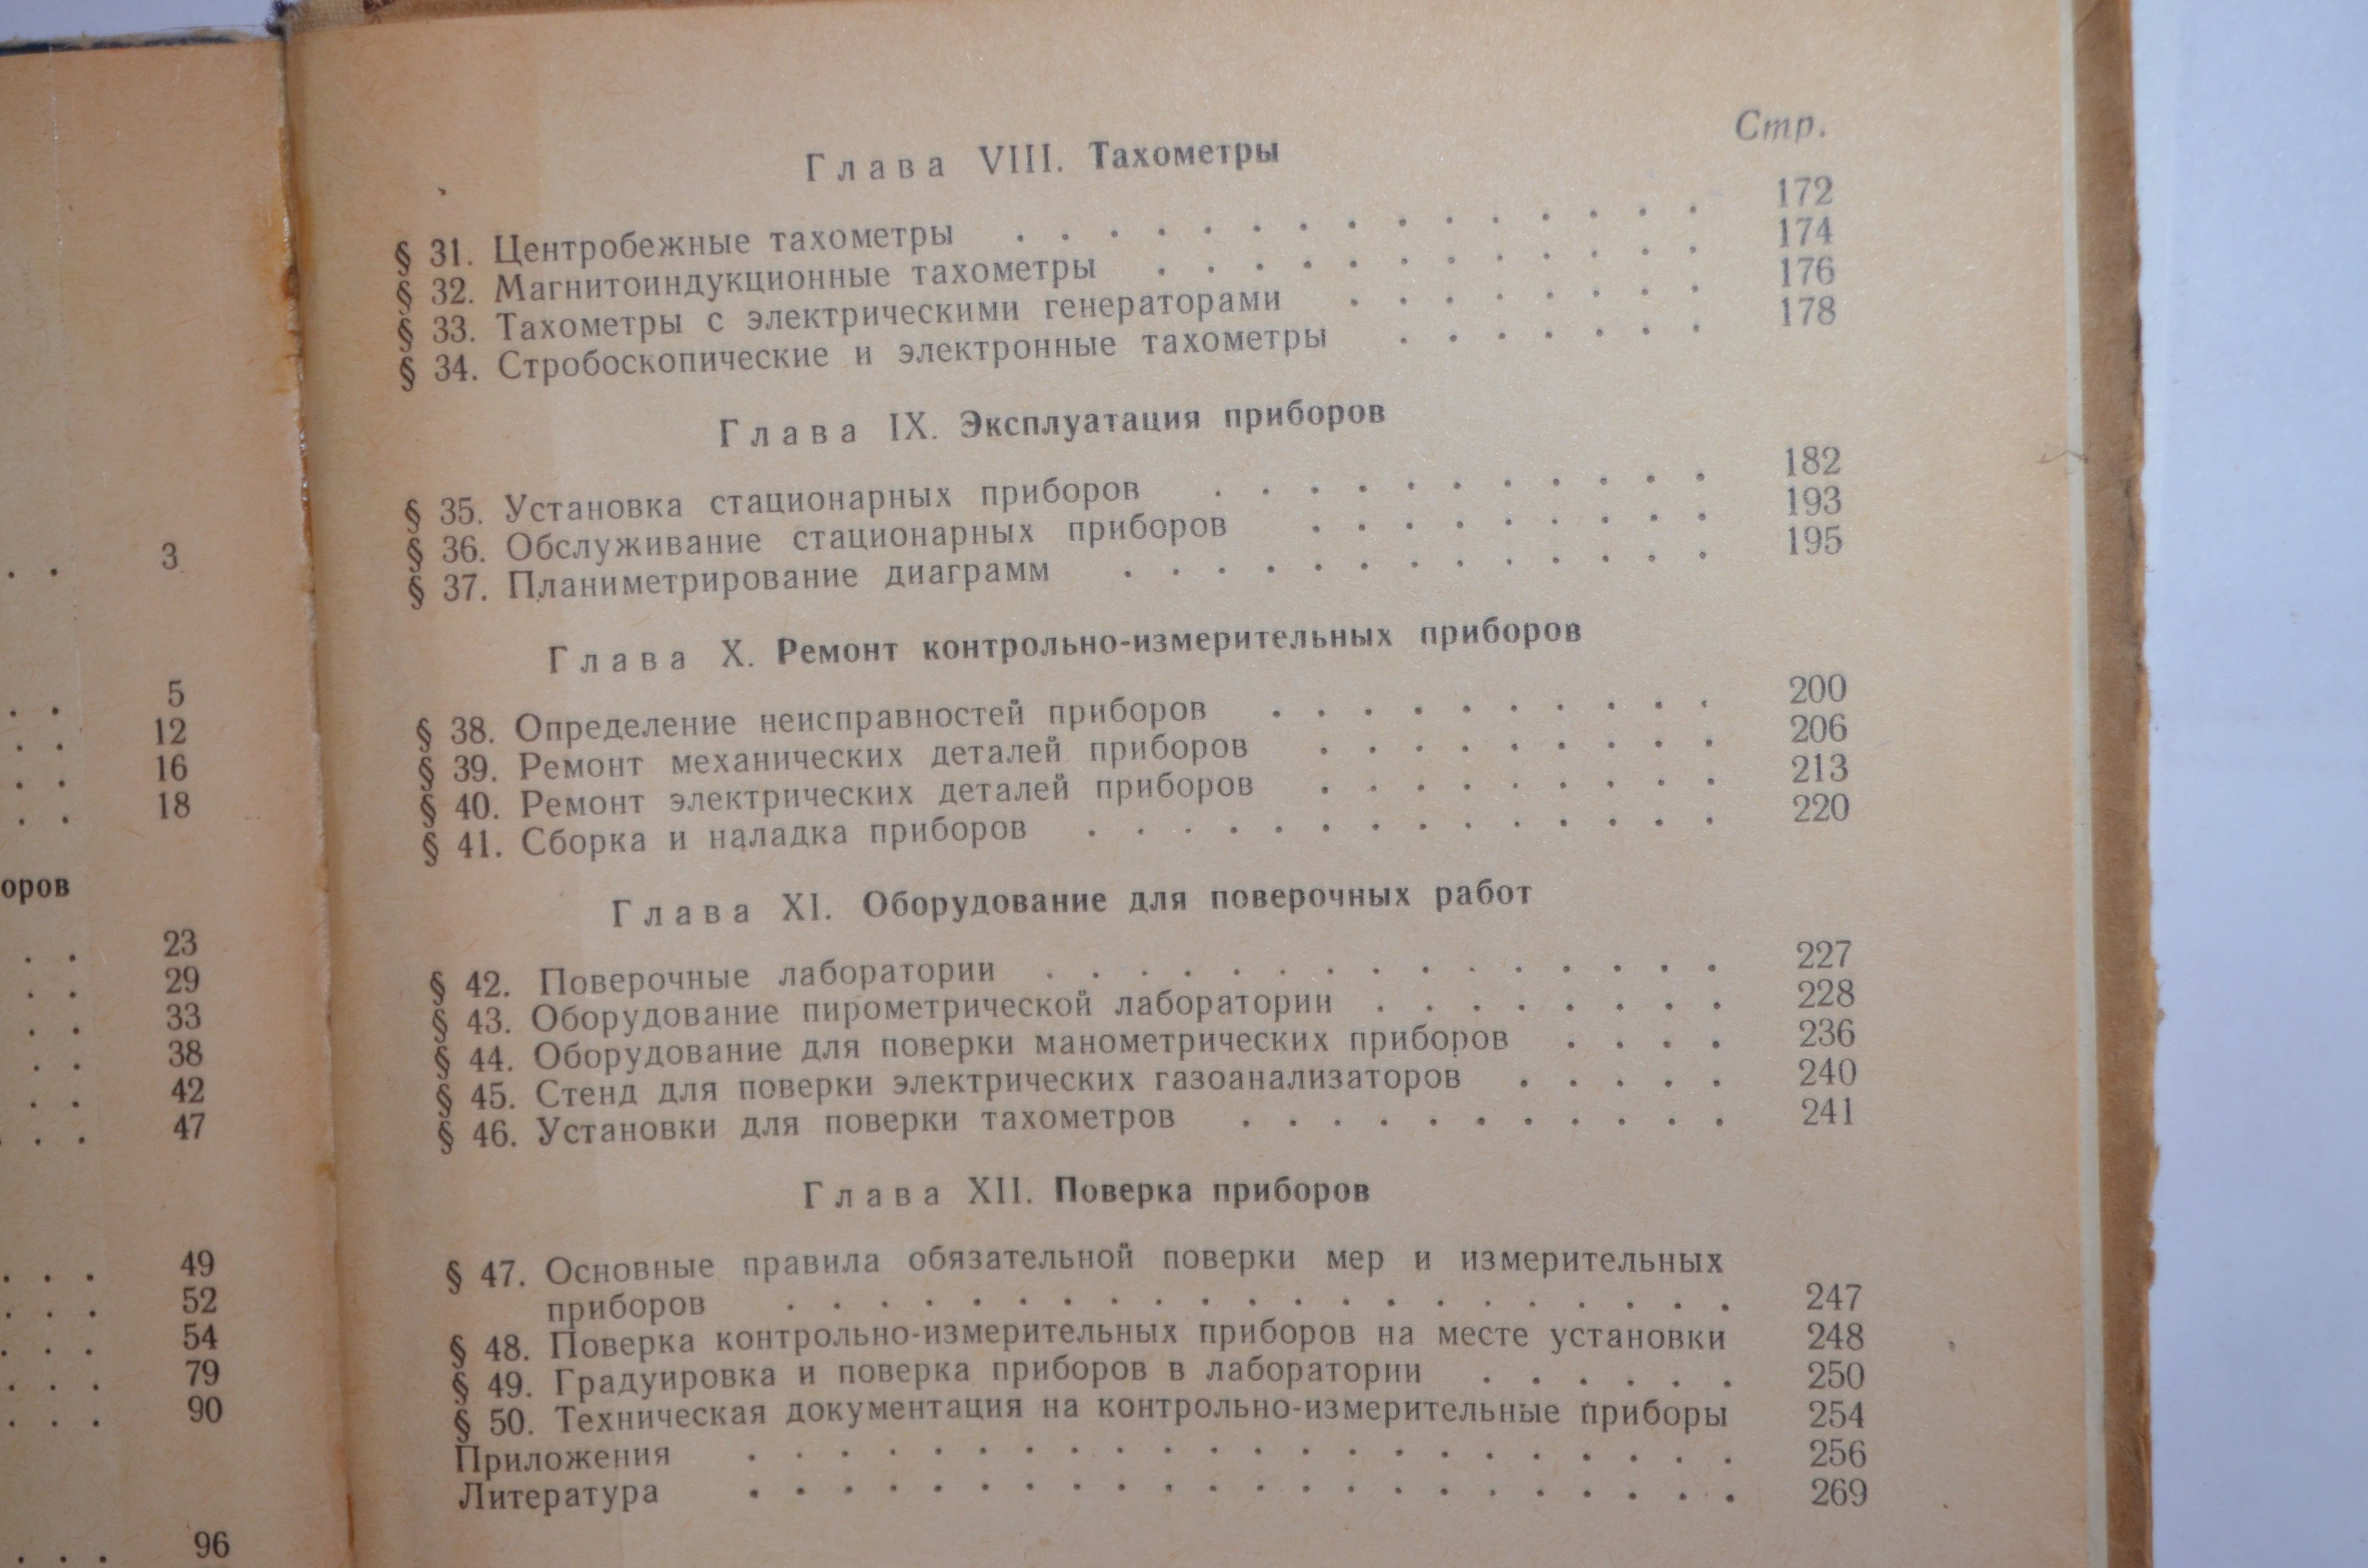 3
5
12
16
18
оров
23
29
33
38
42
47
49
52
54
79
90
96
Стр.
Глава VIII. Тахометры
§ 31. Центробежные тахометры . . . . . . . . . . . . . . . 172
§ 32. Магнитоиндукционные тахометры . . . . . . . . . . . . 174
§ 33. Тахометры с электрическими генераторами . . . . . . . . 176
§ 34. Стробоскопические и электронные тахометры . . . . . . . 178
Глава IX. Эксплуатация приборов
§ 35. Установка стационарных приборов . . . . . . . . . . . 182
§ 36. Обслуживание стационарных приборов . . . . . . . . . 193
§ 37. Планиметрирование диаграмм . . . . . . . . . . . . . 195
Глава X. Ремонт контрольно-измерительных приборов
§ 38. Определение неисправностей приборов . . . . . . . . . . 200
§ 39. Ремонт механических деталей приборов . . . . . . . . . 206
§ 40. Ремонт электрических деталей приборов . . . . . . . . . 213
§ 41. Сборка и наладка приборов . . . . . . . . . . . . . . 220
Глава XI. Оборудование для поверочных работ
§ 42. Поверочные лаборатории . . . . . . . . . . . . . . . 227
§ 43. Оборудование пирометрической лаборатории . . . . . . . . 228
§ 44. Оборудование для поверки манометрических приборов . . . . 236
§ 45. Стенд для поверки электрических газоанализаторов . . . . . 240
§ 46. Установки для поверки тахометров . . . . . . . . . . . 241
Глава XII. Поверка приборов
§ 47. Основные правила обязательной поверки мер и измерительных
приборов . . . . . . . . . . . . . . . . . . . . . 247
§ 48. Поверка контрольно-измерительных приборов на месте установки 248
§ 49. Градуировка и поверка приборов в лаборатории . . . . . . 250
§ 50. Техническая документация на контрольно-измерительные приборы 254
Приложения . . . . . . . . . . . . . . . . . . . . . . 256
Литература . . . . . . . . . . . . . . . . . . . . . . 269